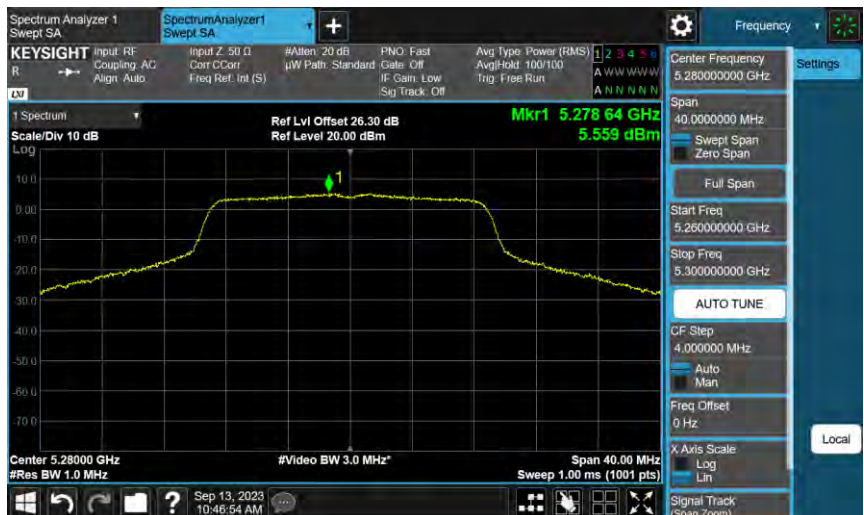 Spectrum Analyzer 1
Swept SA
SpectrumAnalyzer1
Swept SA
Frequency
KEYSIGHT
R
LXI
Input: RF
Coupling: AC
Align: Auto
Input Z: 50 Ω
Corr CCorr
Freq Ref: Int (S)
#Atten: 20 dB
µW Path: Standard
PNO: Fast
Gate: Off
IF Gain: Low
Sig Track: Off
Avg Type: Power (RMS)
Avg|Hold: 100/100
Trig: Free Run
1 2 3 4 5 6
A W W W W W
A N N N N N
1 Spectrum
Scale/Div 10 dB
Log
Ref Lvl Offset 26.30 dB
Ref Level 20.00 dBm
Mkr1 5.278 64 GHz
5.559 dBm
1
10.0
0.00
-10.0
-20.0
-30.0
-40.0
-50.0
-60.0
-70.0
Center 5.28000 GHz
#Res BW 1.0 MHz
#Video BW 3.0 MHz*
Span 40.00 MHz
Sweep 1.00 ms (1001 pts)
Sep 13, 2023
10:46:54 AM
Center Frequency
5.280000000 GHz
Settings
Span
40.0000000 MHz
Swept Span
Zero Span
Full Span
Start Freq
5.260000000 GHz
Stop Freq
5.300000000 GHz
AUTO TUNE
CF Step
4.000000 MHz
Auto
Man
Freq Offset
0 Hz
X Axis Scale
Log
Lin
Signal Track
(Span Zoom)
Local